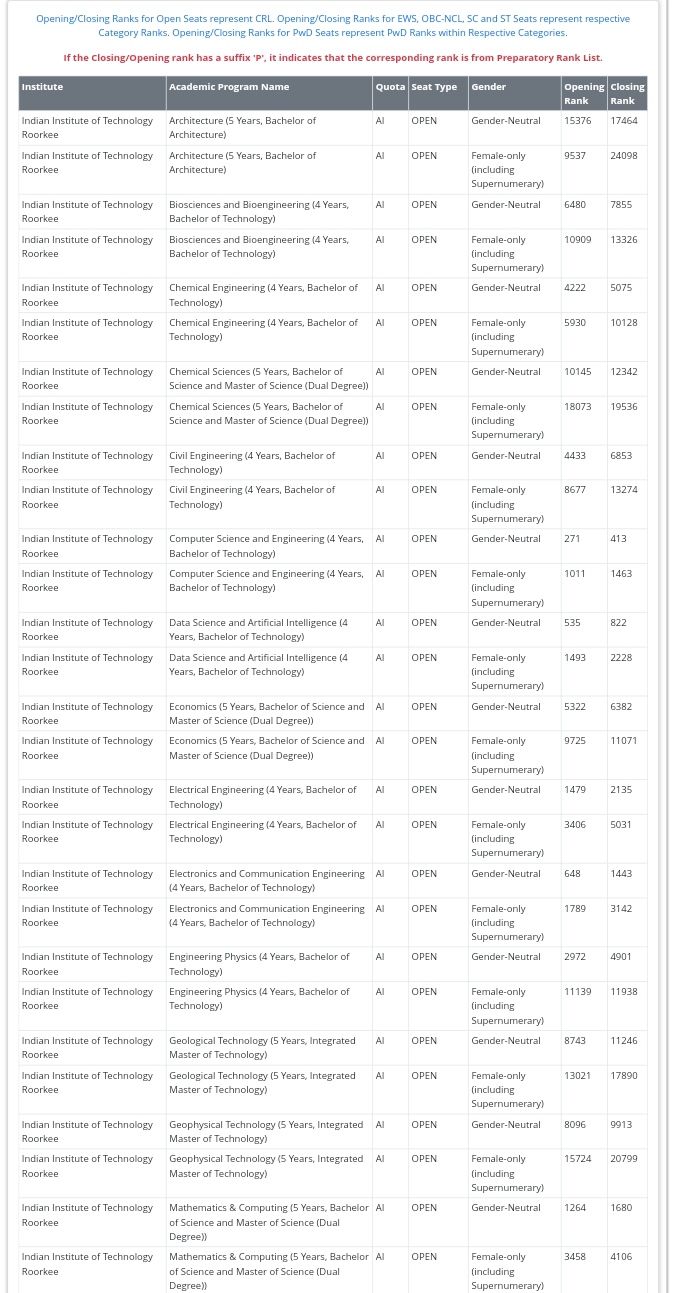 Opening/Closing Ranks for Open Seats represent CRL. Opening/Closing Ranks for EWS, OBC-NCL, SC and ST Seats represent respective
Category Ranks. Opening/Closing Ranks for PwD Seats represent PwD Ranks within Respective Categories.
If the Closing/Opening rank has a suffix 'P', it indicates that the corresponding rank is from Preparatory Rank List.
Institute Academic Program Name Quota Seat Type Gender Opening Closing
Rank Rank
Indian Institute of Technology Architecture (5 Years, Bachelor of AI OPEN Gender-Neutral 15376 17464
Roorkee Architecture)
Indian Institute of Technology Architecture (5 Years, Bachelor of AI OPEN Female-only 9537 24098
Roorkee Architecture) (including
Supernumerary)
Indian Institute of Technology Biosciences and Bioengineering (4 Years, AI OPEN Gender-Neutral 6480 7855
Roorkee Bachelor of Technology)
Indian Institute of Technology Biosciences and Bioengineering (4 Years, AI OPEN Female-only 10909 13326
Roorkee Bachelor of Technology) (including
Supernumerary)
Indian Institute of Technology Chemical Engineering (4 Years, Bachelor of AI OPEN Gender-Neutral 4222 5075
Roorkee Technology)
Indian Institute of Technology Chemical Engineering (4 Years, Bachelor of AI OPEN Female-only 5930 10128
Roorkee Technology) (including
Supernumerary)
Indian Institute of Technology Chemical Sciences (5 Years, Bachelor of AI OPEN Gender-Neutral 10145 12342
Roorkee Science and Master of Science (Dual Degree))
Indian Institute of Technology Chemical Sciences (5 Years, Bachelor of AI OPEN Female-only 18073 19536
Roorkee Science and Master of Science (Dual Degree)) (including
Supernumerary)
Indian Institute of Technology Civil Engineering (4 Years, Bachelor of AI OPEN Gender-Neutral 4433 6853
Roorkee Technology)
Indian Institute of Technology Civil Engineering (4 Years, Bachelor of AI OPEN Female-only 8677 13274
Roorkee Technology) (including
Supernumerary)
Indian Institute of Technology Computer Science and Engineering (4 Years, AI OPEN Gender-Neutral 271 413
Roorkee Bachelor of Technology)
Indian Institute of Technology Computer Science and Engineering (4 Years, AI OPEN Female-only 1011 1463
Roorkee Bachelor of Technology) (including
Supernumerary)
Indian Institute of Technology Data Science and Artificial Intelligence (4 AI OPEN Gender-Neutral 535 822
Roorkee Years, Bachelor of Technology)
Indian Institute of Technology Data Science and Artificial Intelligence (4 AI OPEN Female-only 1493 2228
Roorkee Years, Bachelor of Technology) (including
Supernumerary)
Indian Institute of Technology Economics (5 Years, Bachelor of Science and AI OPEN Gender-Neutral 5322 6382
Roorkee Master of Science (Dual Degree))
Indian Institute of Technology Economics (5 Years, Bachelor of Science and AI OPEN Female-only 9725 11071
Roorkee Master of Science (Dual Degree)) (including
Supernumerary)
Indian Institute of Technology Electrical Engineering (4 Years, Bachelor of AI OPEN Gender-Neutral 1479 2135
Roorkee Technology)
Indian Institute of Technology Electrical Engineering (4 Years, Bachelor of AI OPEN Female-only 3406 5031
Roorkee Technology) (including
Supernumerary)
Indian Institute of Technology Electronics and Communication Engineering AI OPEN Gender-Neutral 648 1443
Roorkee (4 Years, Bachelor of Technology)
Indian Institute of Technology Electronics and Communication Engineering AI OPEN Female-only 1789 3142
Roorkee (4 Years, Bachelor of Technology) (including
Supernumerary)
Indian Institute of Technology Engineering Physics (4 Years, Bachelor of AI OPEN Gender-Neutral 2972 4901
Roorkee Technology)
Indian Institute of Technology Engineering Physics (4 Years, Bachelor of AI OPEN Female-only 11139 11938
Roorkee Technology) (including
Supernumerary)
Indian Institute of Technology Geological Technology (5 Years, Integrated AI OPEN Gender-Neutral 8743 11246
Roorkee Master of Technology)
Indian Institute of Technology Geological Technology (5 Years, Integrated AI OPEN Female-only 13021 17890
Roorkee Master of Technology) (including
Supernumerary)
Indian Institute of Technology Geophysical Technology (5 Years, Integrated AI OPEN Gender-Neutral 8096 9913
Roorkee Master of Technology)
Indian Institute of Technology Geophysical Technology (5 Years, Integrated AI OPEN Female-only 15724 20799
Roorkee Master of Technology) (including
Supernumerary)
Indian Institute of Technology Mathematics & Computing (5 Years, Bachelor AI OPEN Gender-Neutral 1264 1680
Roorkee of Science and Master of Science (Dual
Degree))
Indian Institute of Technology Mathematics & Computing (5 Years, Bachelor AI OPEN Female-only 3458 4106
Roorkee of Science and Master of Science (Dual (including
Degree)) Supernumerary)